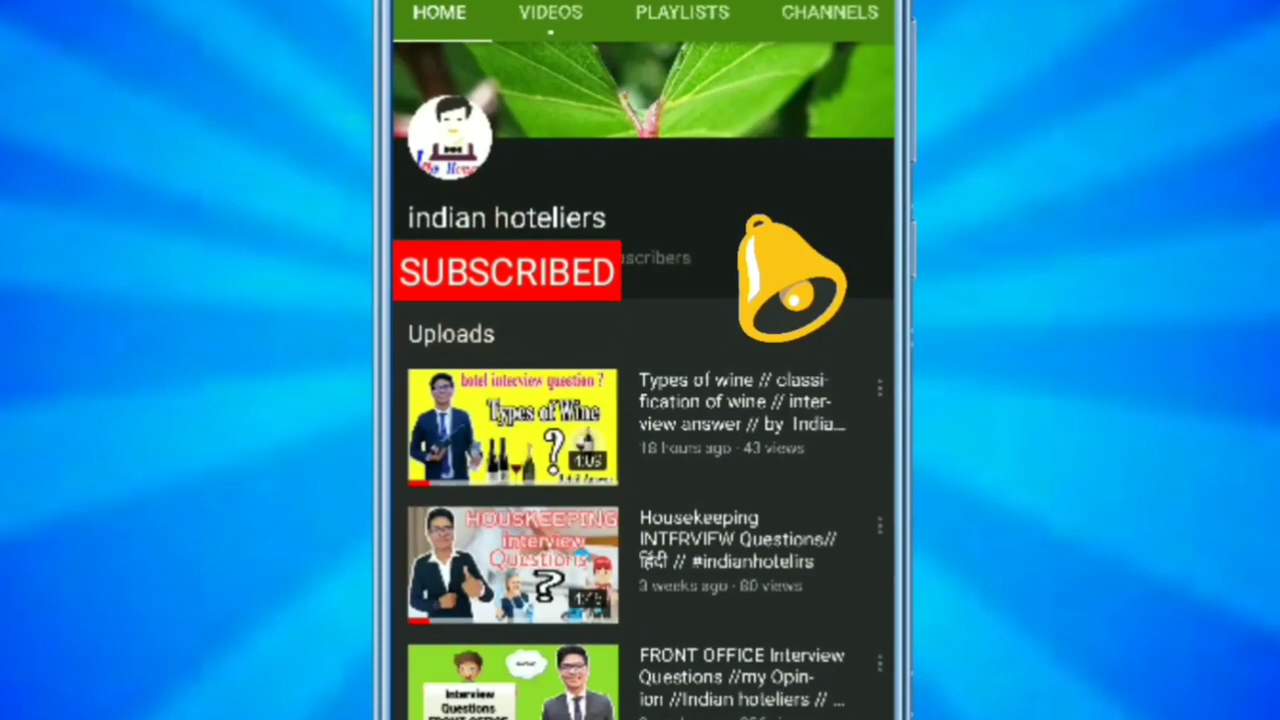 HOME VIDEOS PLAYLISTS CHANNELS
indian hoteliers
SUBSCRIBED
Uploads
hotel interview question ?
Types of Wine
?
Types of wine // classi-
fication of wine // inter-
view answer // by India...
18 hours ago · 43 views
HOUSKEEPING
interview
Questions
?
Housekeeping
INTERVIEW Questions//
हिंदी // #indianhotelirs
3 weeks ago · 80 views
Interview
Questions
FRONT OFFICE
FRONT OFFICE Interview
Questions //my Opin-
ion //Indian hoteliers // ...